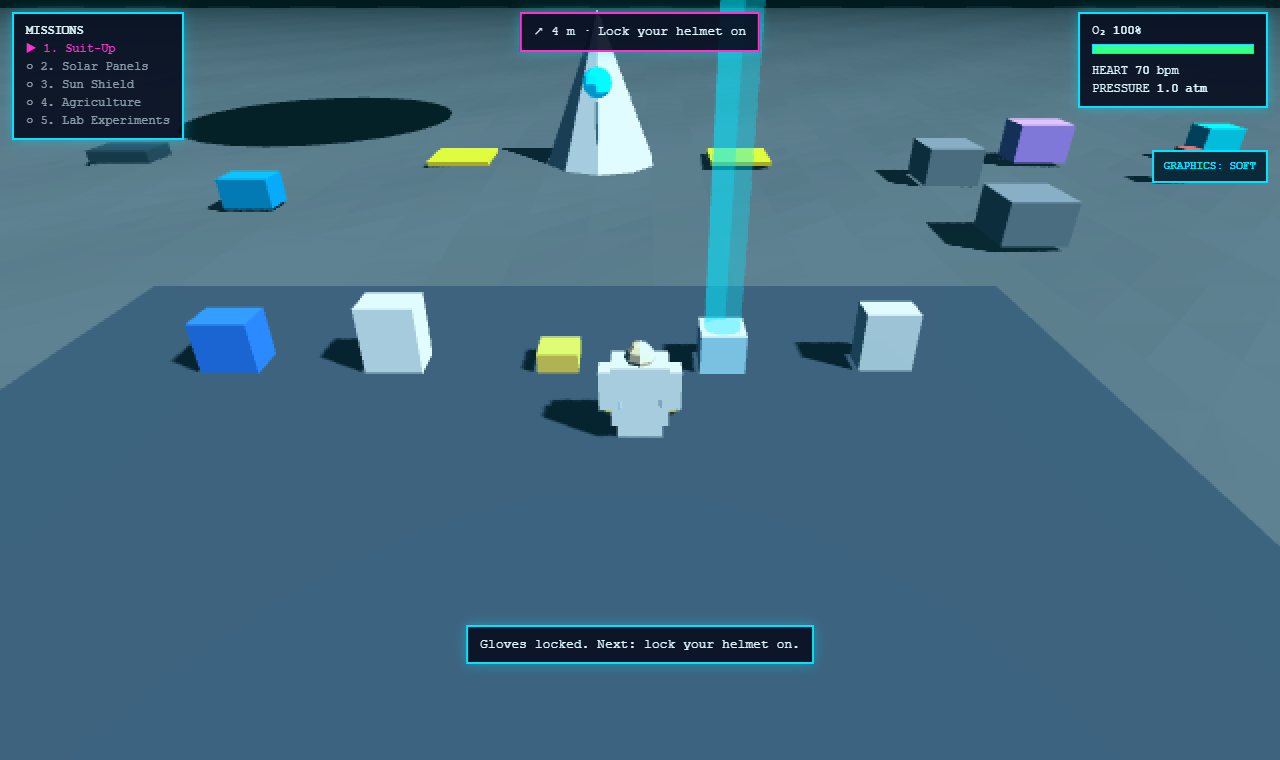 MISSIONS
▶ 1. Suit-Up
○ 2. Solar Panels
○ 3. Sun Shield
○ 4. Agriculture
○ 5. Lab Experiments
↗ 4 m · Lock your helmet on
O₂ 100%
HEART 70 bpm
PRESSURE 1.0 atm
GRAPHICS: SOFT
Gloves locked. Next: lock your helmet on.